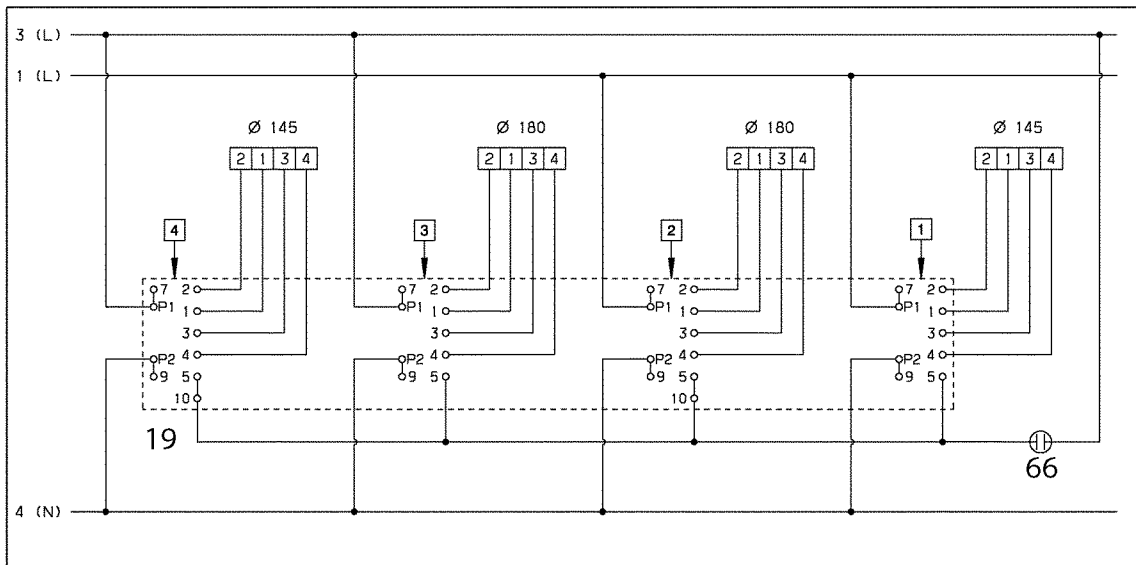 3 (L)
1 (L)
Ø 145 Ø 180 Ø 180 Ø 145
2 1 3 4 2 1 3 4 2 1 3 4 2 1 3 4
4 3 2 1
7 2 7 2 7 2 7 2
P1 P1 P1 P1
1 1 1 1
3 3 3 3
4 4 4 4
P2 P2 P2 P2
9 5 9 5 9 5 9 5
10 10
19
66
4 (N)